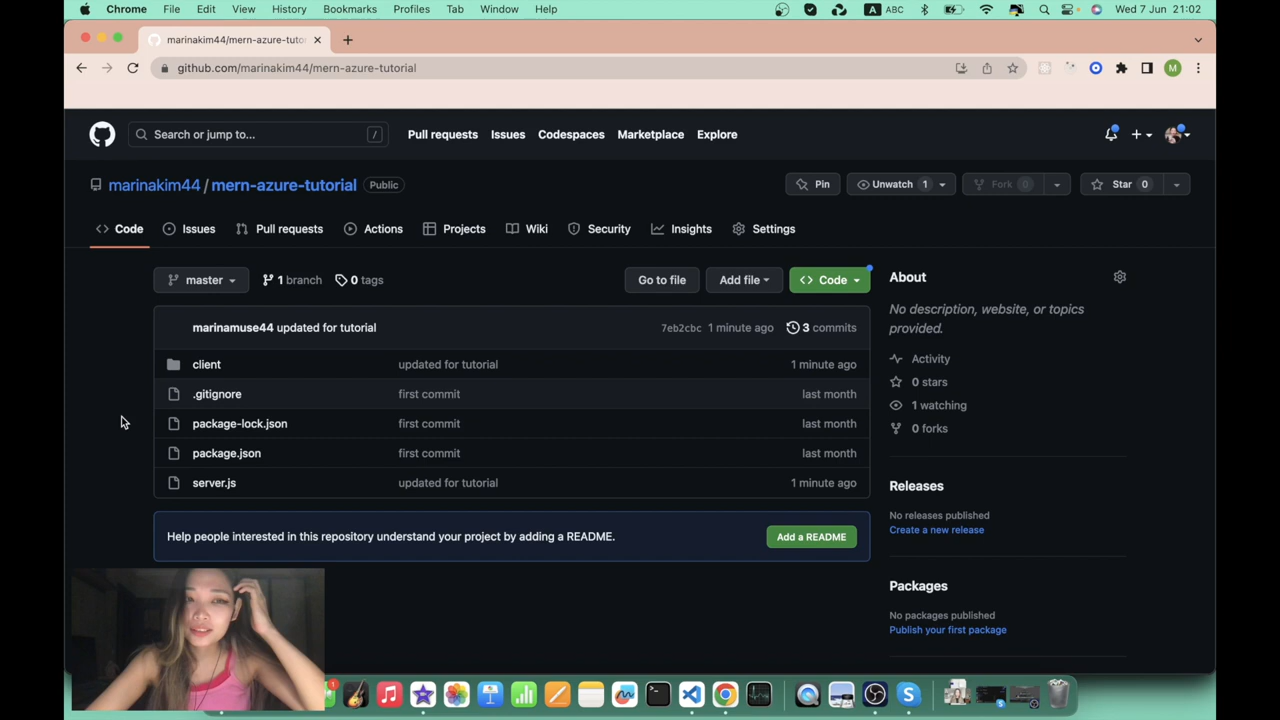 Chrome File Edit View History Bookmarks Profiles Tab Window Help A ABC Wed 7 Jun 21:02
marinakim44/mern-azure-tuto
github.com/marinakim44/mern-azure-tutorial M
Search or jump to... / Pull requests Issues Codespaces Marketplace Explore
marinakim44/mern-azure-tutorial Public Pin Unwatch 1 Fork 0 Star 0
Code Issues Pull requests Actions Projects Wiki Security Insights Settings
master 1 branch 0 tags Go to file Add file Code
marinamuse44 updated for tutorial 7eb2cbc 1 minute ago 3 commits
client updated for tutorial 1 minute ago
.gitignore first commit last month
package-lock.json first commit last month
package.json first commit last month
server.js updated for tutorial 1 minute ago
Help people interested in this repository understand your project by adding a README. Add a README
About
No description, website, or topics
provided.
Activity
0 stars
1 watching
0 forks
Releases
No releases published
Create a new release
Packages
No packages published
Publish your first package
1